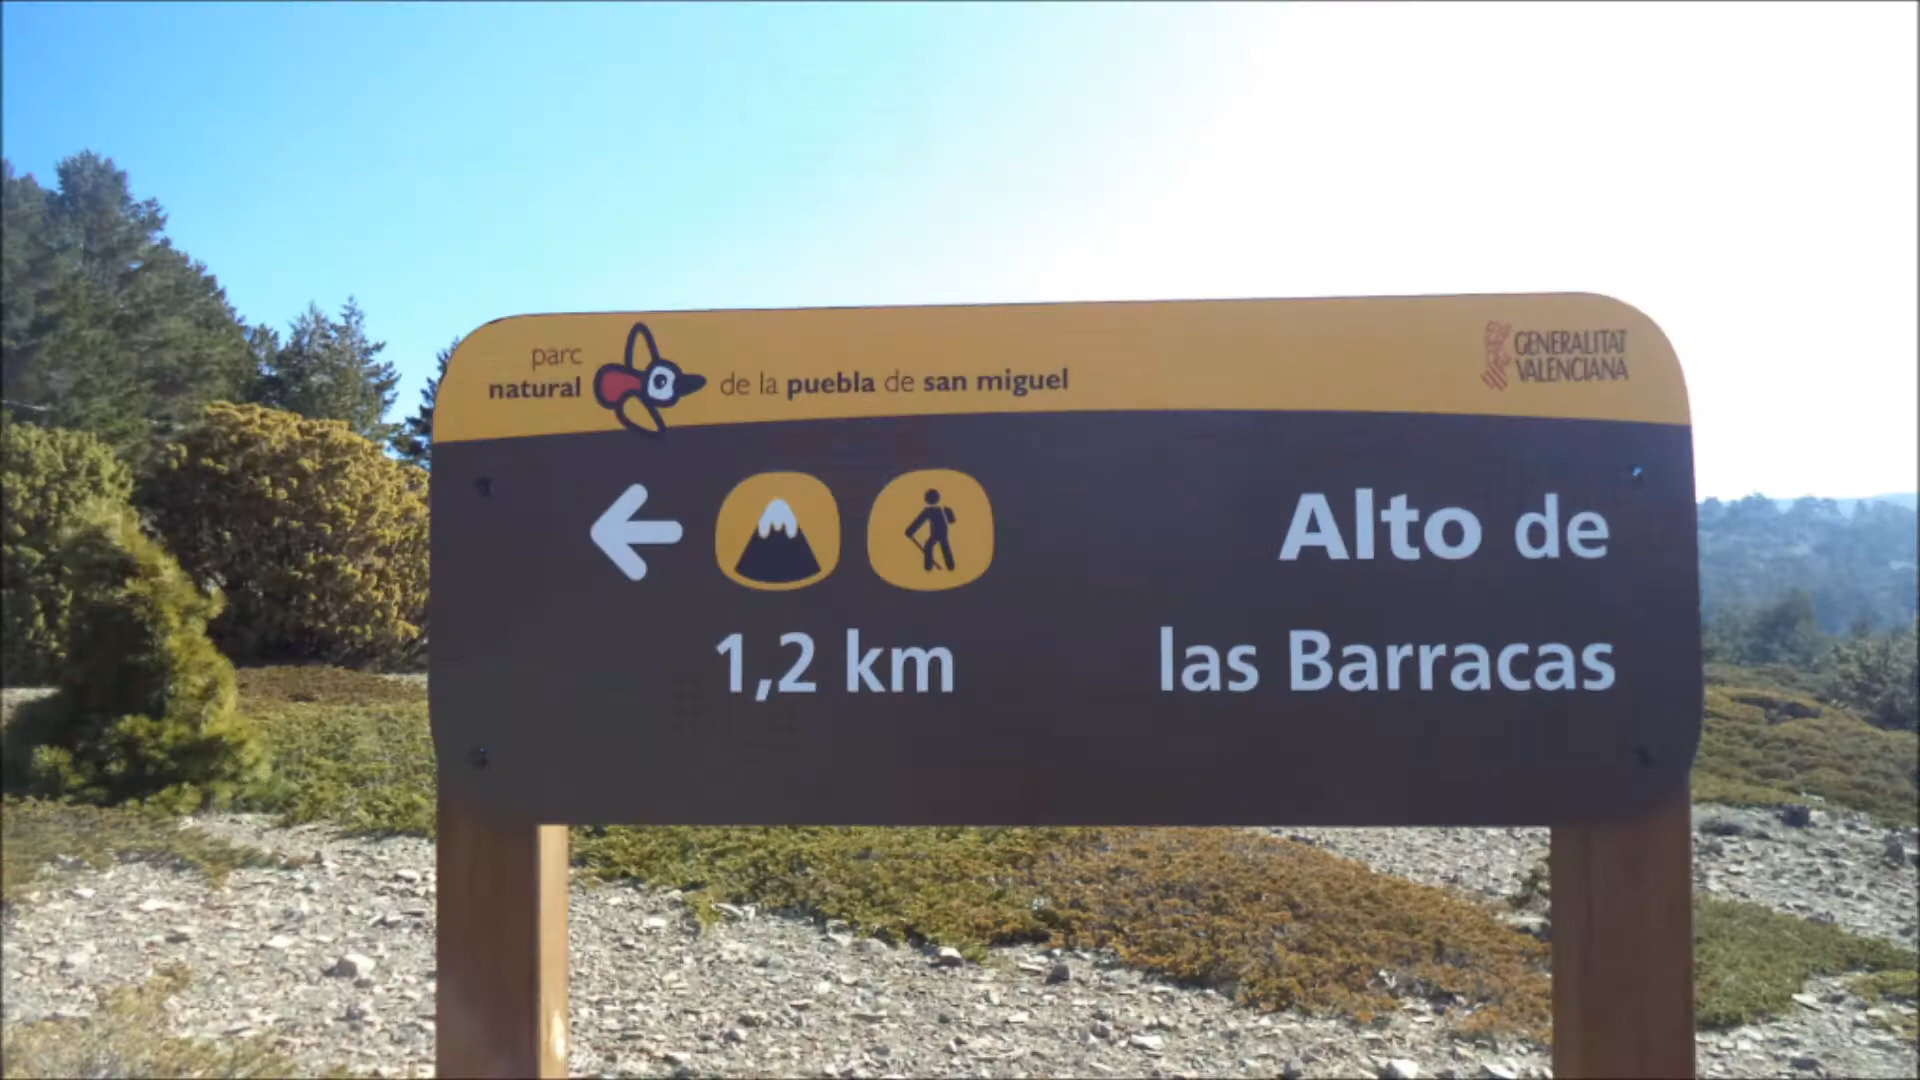 parc
natural de la puebla de san miguel
GENERALITAT
VALENCIANA
Alto de
1,2 km las Barracas